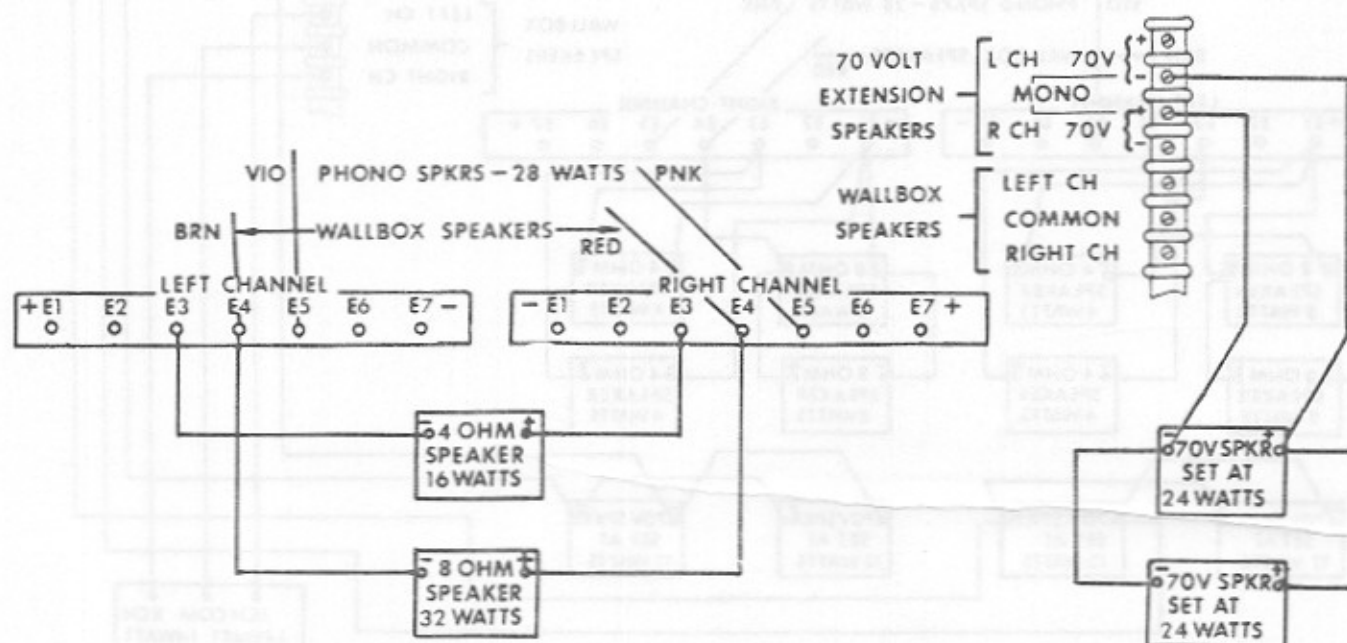 70 VOLT
EXTENSION
SPEAKERS
L CH 70V + -
MONO
R CH 70V + -
WALLBOX
SPEAKERS
LEFT CH
COMMON
RIGHT CH
VIO PHONO SPKRS - 28 WATTS PNK
BRN WALLBOX SPEAKERS RED
LEFT CHANNEL
+ E1 E2 E3 E4 E5 E6 E7 -
RIGHT CHANNEL
- E1 E2 E3 E4 E5 E6 E7 +
- 4 OHM +
SPEAKER
16 WATTS
- 8 OHM +
SPEAKER
32 WATTS
- 70V SPKR +
SET AT
24 WATTS
- 70V SPKR +
SET AT
24 WATTS